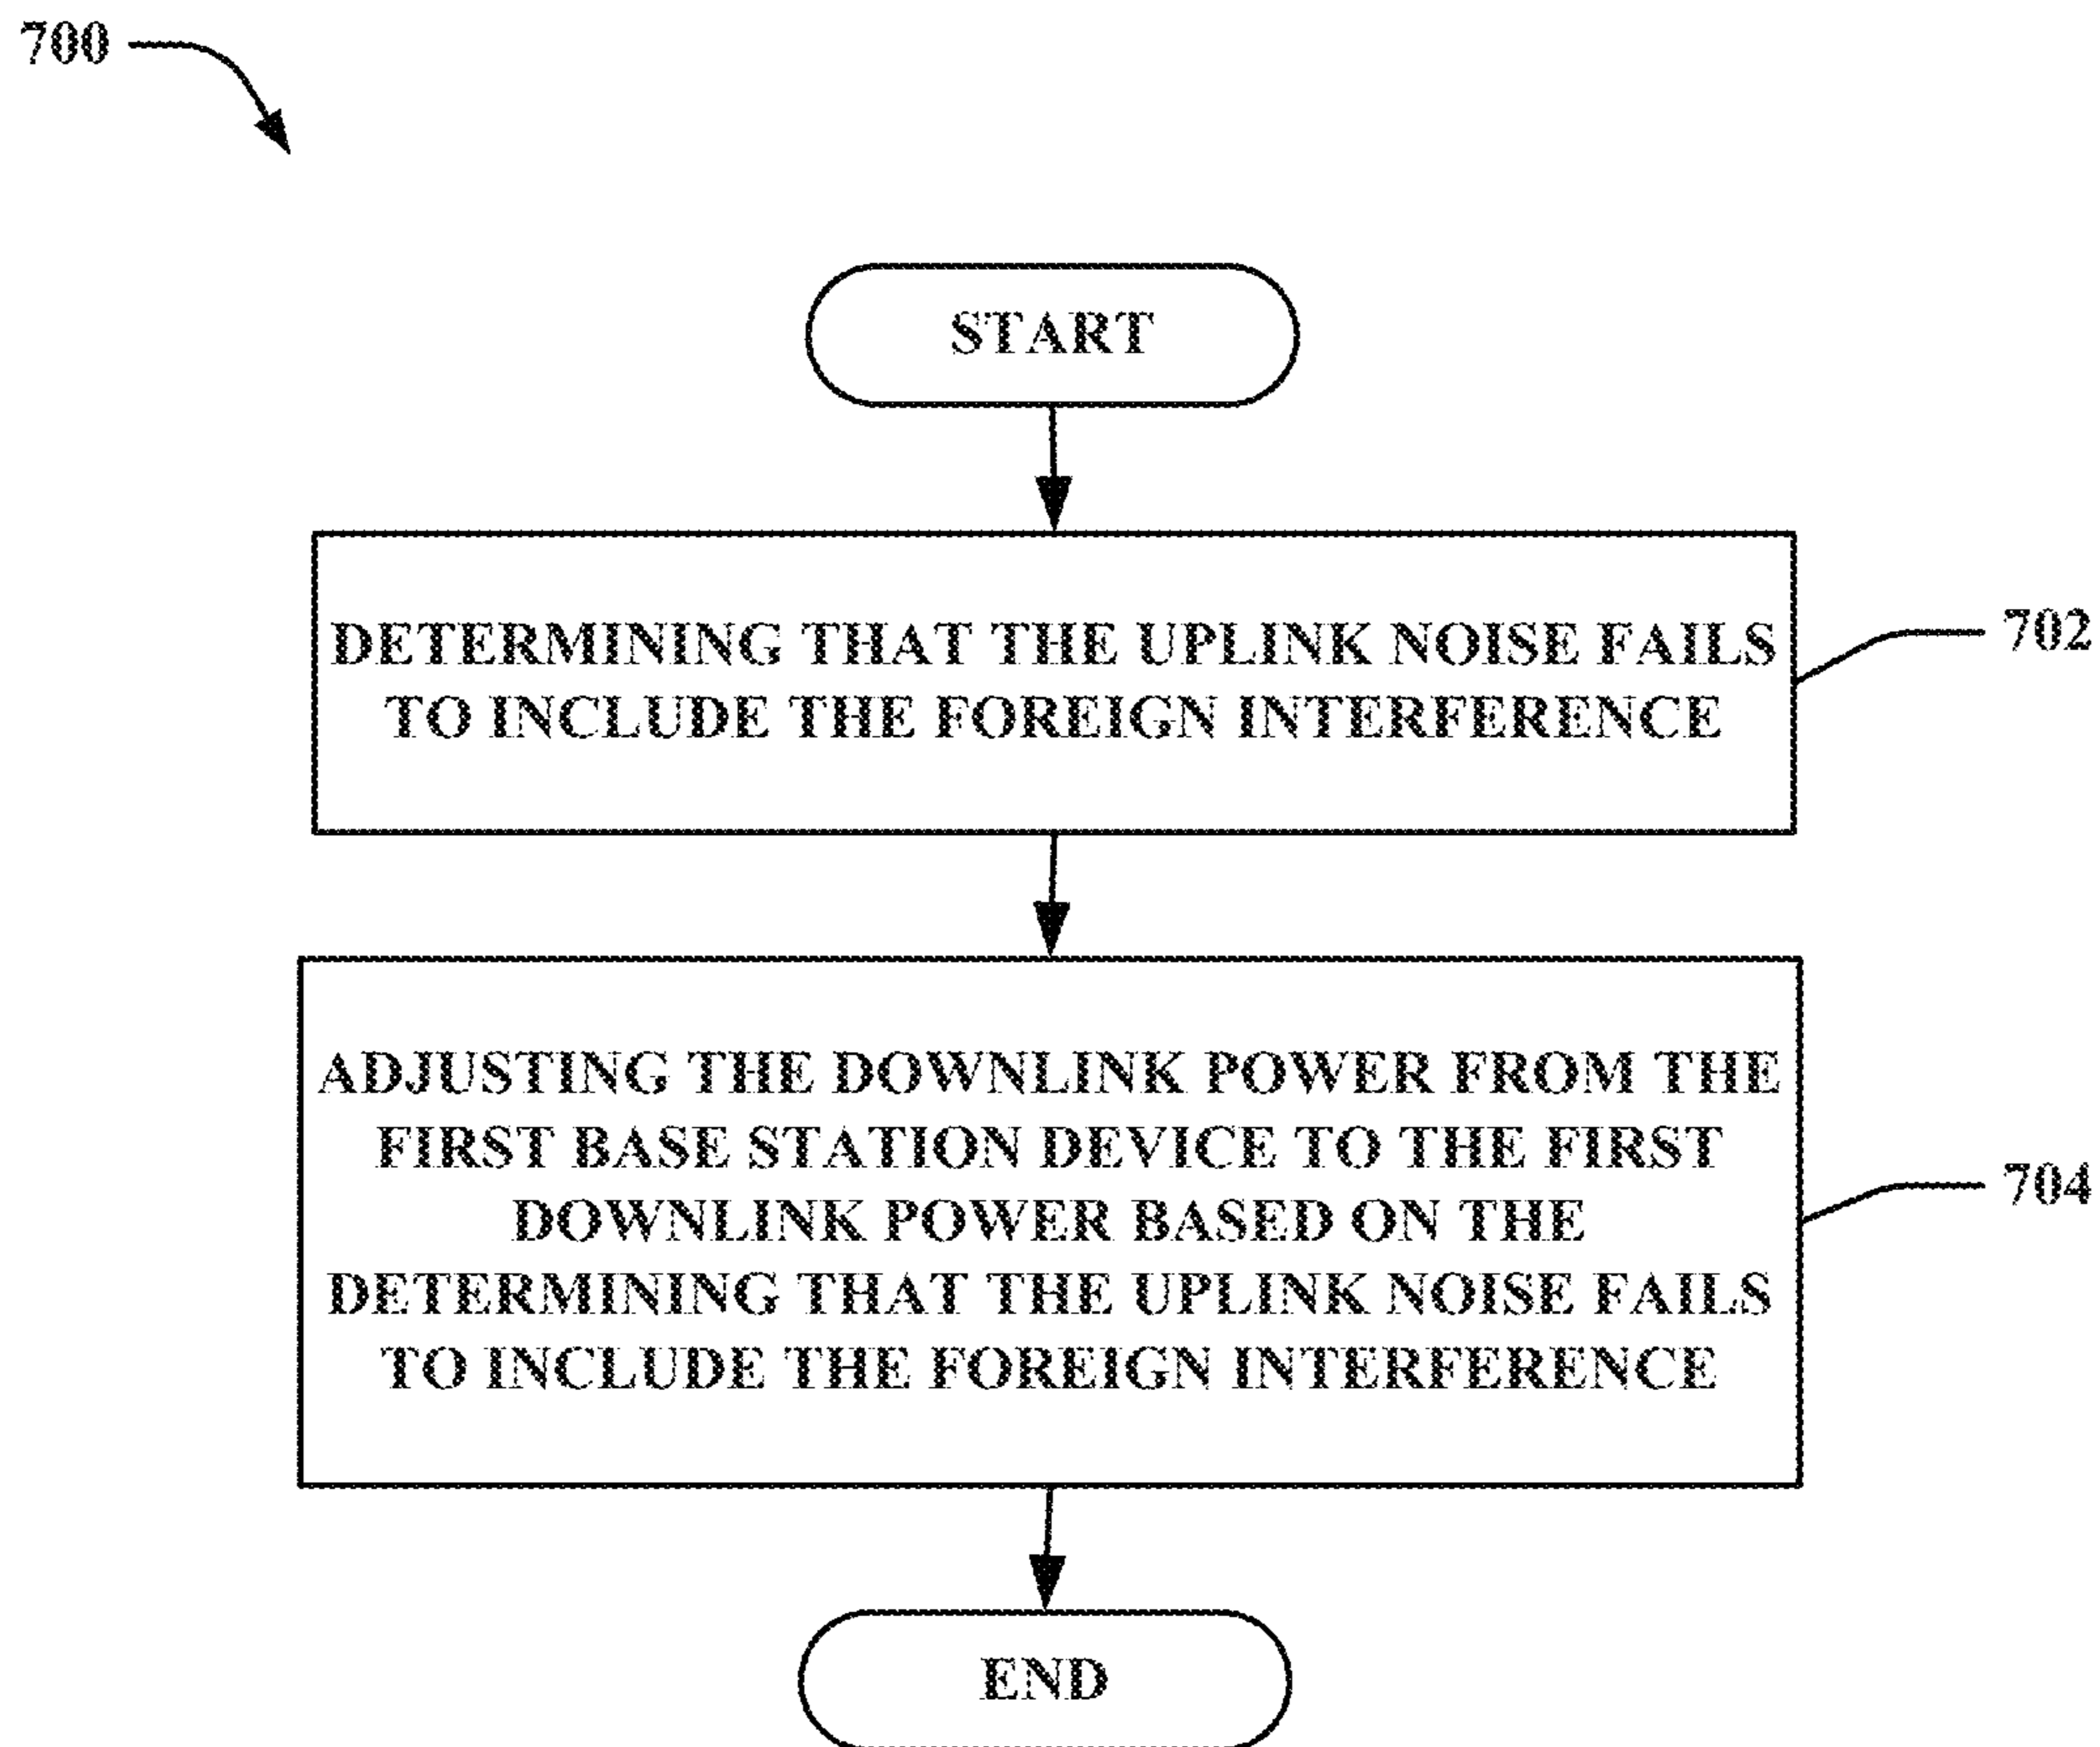 700
START
DETERMINING THAT THE UPLINK NOISE FAILS
TO INCLUDE THE FOREIGN INTERFERENCE
702
ADJUSTING THE DOWNLINK POWER FROM THE
FIRST BASE STATION DEVICE TO THE FIRST
DOWNLINK POWER BASED ON THE
DETERMINING THAT THE UPLINK NOISE FAILS
TO INCLUDE THE FOREIGN INTERFERENCE
704
END